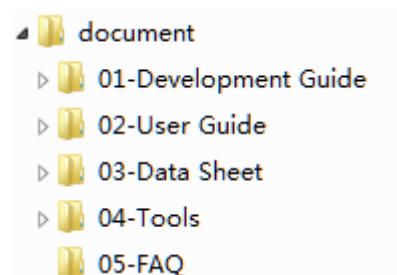 document
01-Development Guide
02-User Guide
03-Data Sheet
04-Tools
05-FAQ